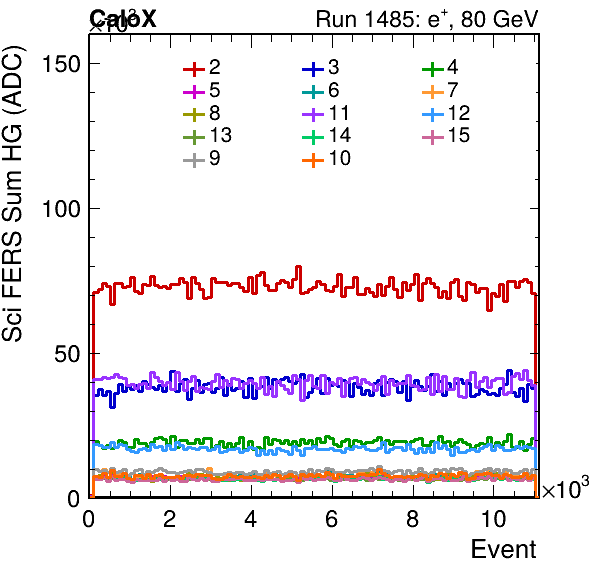 CaloX Run 1485: e⁺, 80 GeV
×10³
Sci FERS Sum HG (ADC)
150
100
50
0
2 3 4
5 6 7
8 11 12
13 14 15
9 10
0 2 4 6 8 10 ×10³
Event